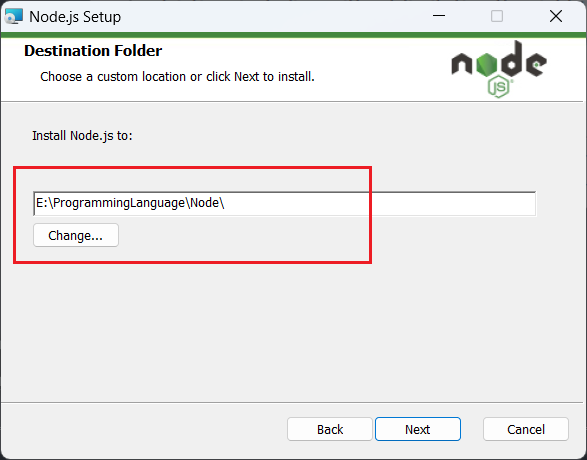 Node.js Setup
Destination Folder
Choose a custom location or click Next to install.
node
JS
Install Node.js to:
E:\ProgrammingLanguage\Node\
Change...
Back Next Cancel